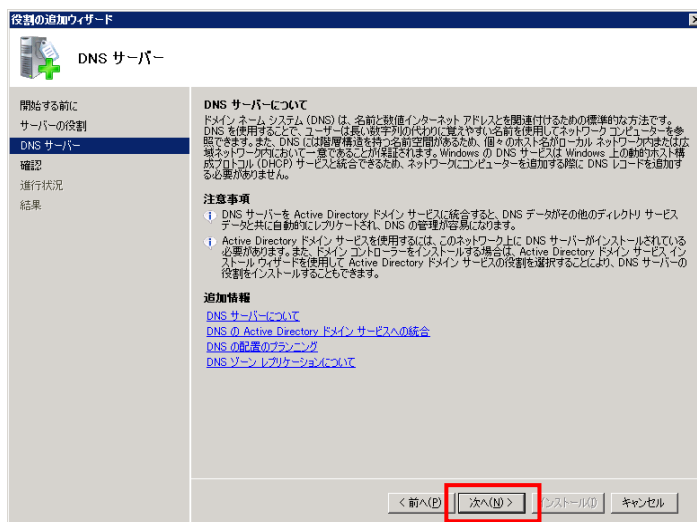 役割の追加ウィザード
DNS サーバー
開始する前に
サーバーの役割
DNS サーバー
確認
進行状況
結果
DNS サーバーについて
ドメイン ネーム システム (DNS) は、名前と数値インターネット アドレスとを関連付けるための標準的な方法です。
DNS を使用することで、ユーザーは長い数字列の代わりに覚えやすい名前を使用してネットワーク コンピューターを参
照できます。また、DNS には階層構造を持つ名前空間があるため、個々のホスト名がローカル ネットワーク内または広
域ネットワーク内において一意であることが保証されます。Windows の DNS サービスは Windows 上の動的ホスト構
成プロトコル (DHCP) サービスと統合できるため、ネットワークにコンピューターを追加する際に DNS レコードを追加す
る必要がありません。
注意事項
DNS サーバーを Active Directory ドメイン サービスに統合すると、DNS データがその他のディレクトリ サービス
データと共に自動的にレプリケートされ、DNS の管理が容易になります。
Active Directory ドメイン サービスを使用するには、このネットワーク上に DNS サーバーがインストールされている
必要があります。また、ドメイン コントローラーをインストールする場合は、Active Directory ドメイン サービス イン
ストール ウィザードを使用して Active Directory ドメイン サービスの役割を選択することにより、DNS サーバーの
役割をインストールすることもできます。
追加情報
DNS サーバーについて
DNS の Active Directory ドメイン サービスへの統合
DNS の配置のプランニング
DNS ゾーン レプリケーションについて
< 前へ(P)
次へ(N) >
インストール(I)
キャンセル